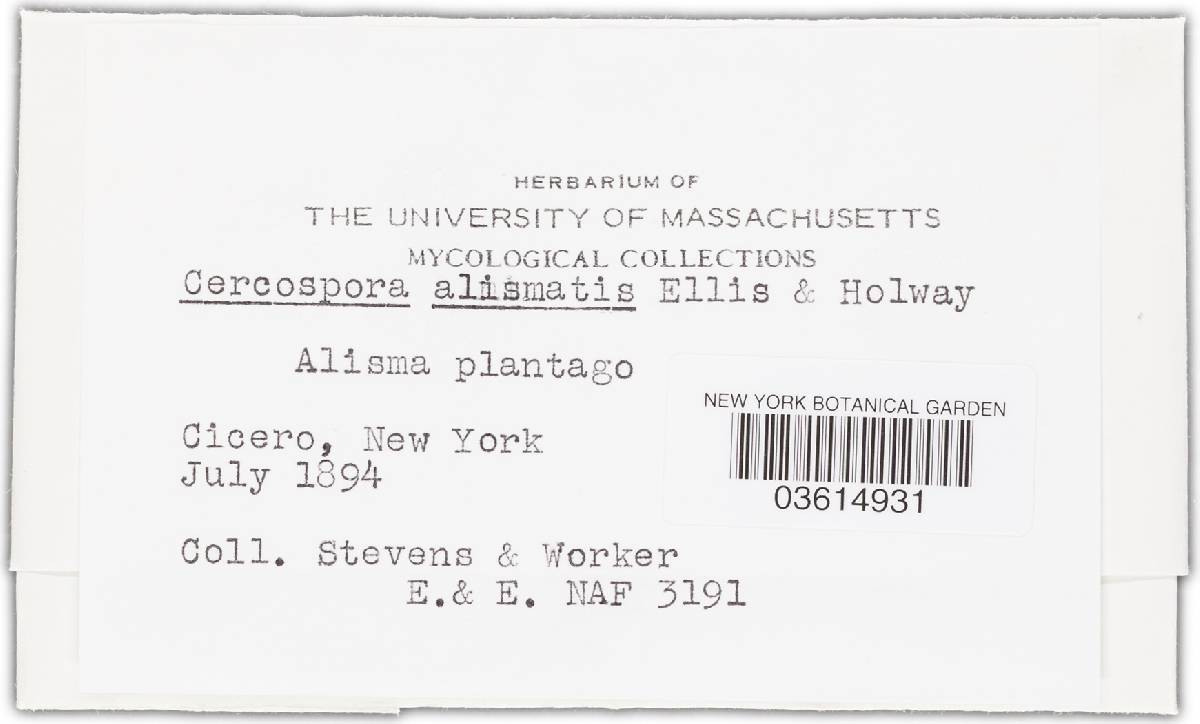 HERBARIUM OF
THE UNIVERSITY OF MASSACHUSETTS
MYCOLOGICAL COLLECTIONS
Cercospora alismatis Ellis & Holway
Alisma plantago
Cicero, New York
July 1894
Coll. Stevens & Worker
E.& E. NAF 3191
NEW YORK BOTANICAL GARDEN
03614931